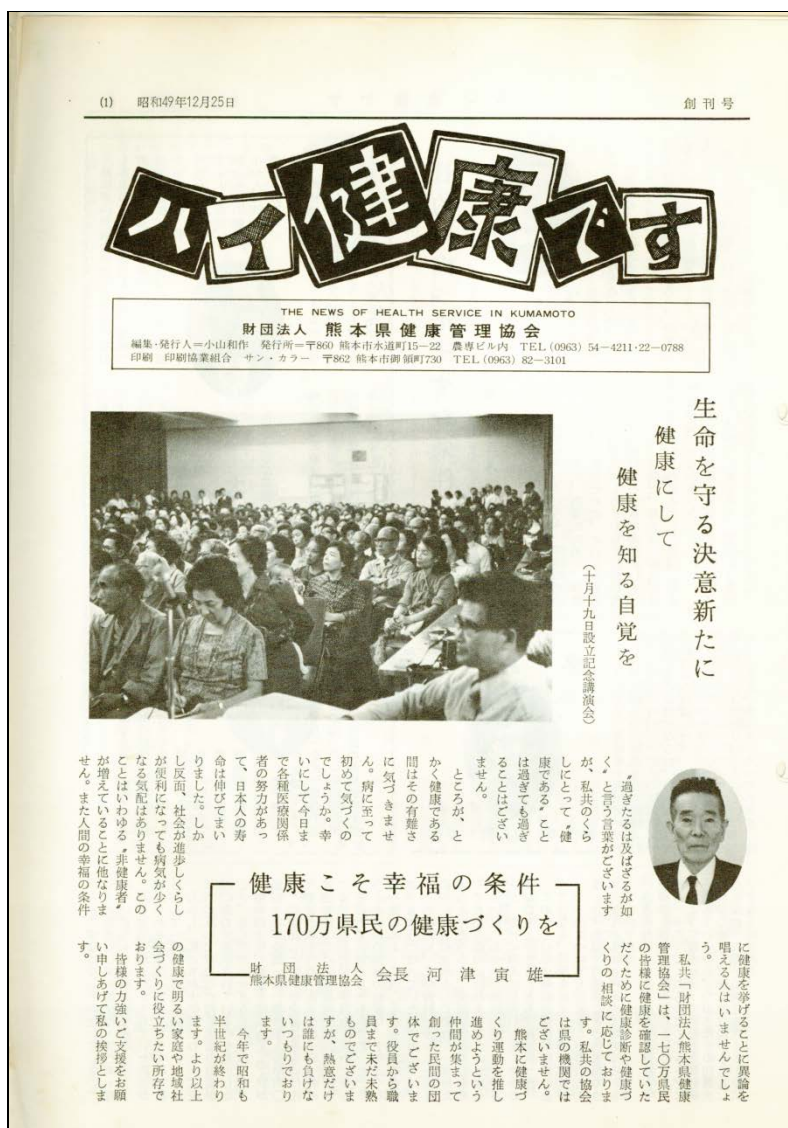 (1) 昭和49年12月25日
創刊号
ハイ健康です
THE NEWS OF HEALTH SERVICE IN KUMAMOTO
財団法人 熊本県健康管理協会
編集・発行人=小山和作 発行所=〒860 熊本市水道町15-22 農専ビル内 TEL(0963)54-4211・22-0788
印刷 印刷協業組合 サン・カラー 〒862 熊本市御領町730 TEL(0963)82-3101
生命を守る決意新たに
健康にして
健康を知る自覚を
(十月十九日設立記念講演会)
健康こそ幸福の条件
170万県民の健康づくりを
財団法人
熊本県健康管理協会 会長 河津寅雄
〝過ぎたるは及ばざるが如
く〟と言う言葉がございます
が、私共のくら
しにとって〝健
康である〟こと
は過ぎても過ぎ
ることはござい
ません。
ところが、と
かく健康である
間はその有難さ
に気づきませ
ん。病に至って
初めて気づくの
でしょうか。幸
いにして今日ま
で各種医療関係
者の努力があっ
て、日本人の寿
命は伸びてまい
りました。しか
し反面、社会が進歩しくらし
が便利になっても病気が少く
なる気配はありません。この
ことはいわゆる〝非健康者〟
が増えていることに他なりま
せん。また人間の幸福の条件
に健康を挙げることに異論を
唱える人はいませんでしょ
う。
私共「財団法人熊本県健康
管理協会」は、一七〇万県民
の皆様に健康を確認していた
だくために健康診断や健康づ
くりの相談に応じておりま
す。私共の協会
は県の機関では
ございません。
熊本に健康づ
くり運動を推し
進めようという
仲間が集まって
創った民間の団
体でございま
す。役員から職
員まで未だ未熟
ものでございま
すが、熱意だけ
は誰にも負けな
いつもりでおり
ます。
今年で昭和も
半世紀が終わり
ます。より以上
の健康で明るい家庭や地域社
会づくりに役立ちたい所存で
おります。
皆様の力強いご支援をお願
い申しあげて私の挨拶としま
す。